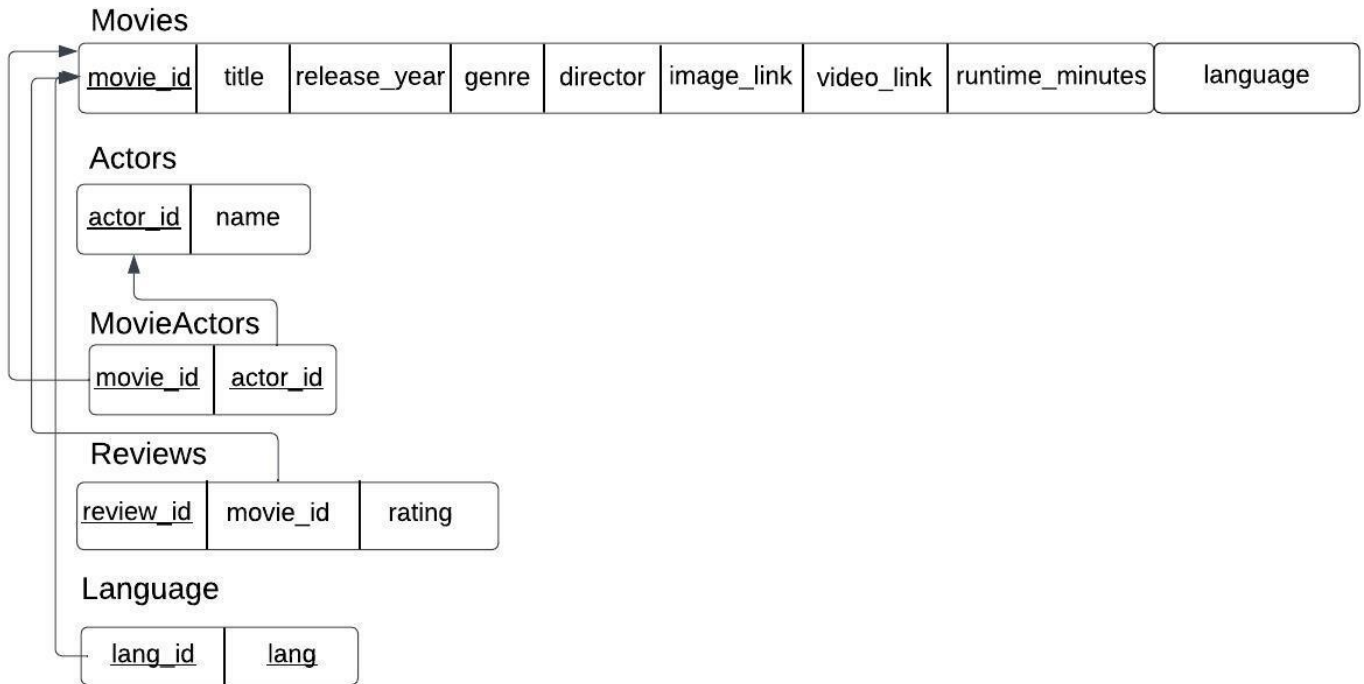 Movies
movie_id title release_year genre director image_link video_link runtime_minutes language
Actors
actor_id name
MovieActors
movie_id actor_id
Reviews
review_id movie_id rating
Language
lang_id lang